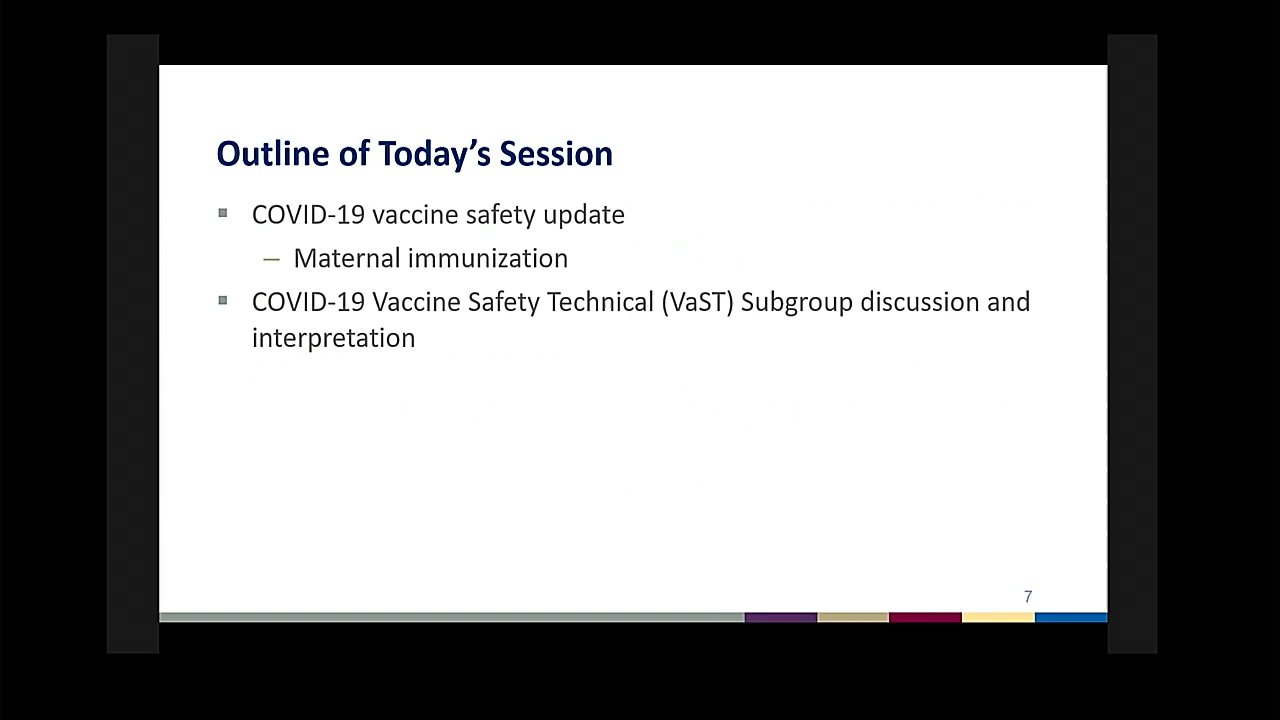 Outline of Today’s Session
▪ COVID-19 vaccine safety update
– Maternal immunization
▪ COVID-19 Vaccine Safety Technical (VaST) Subgroup discussion and
interpretation
7